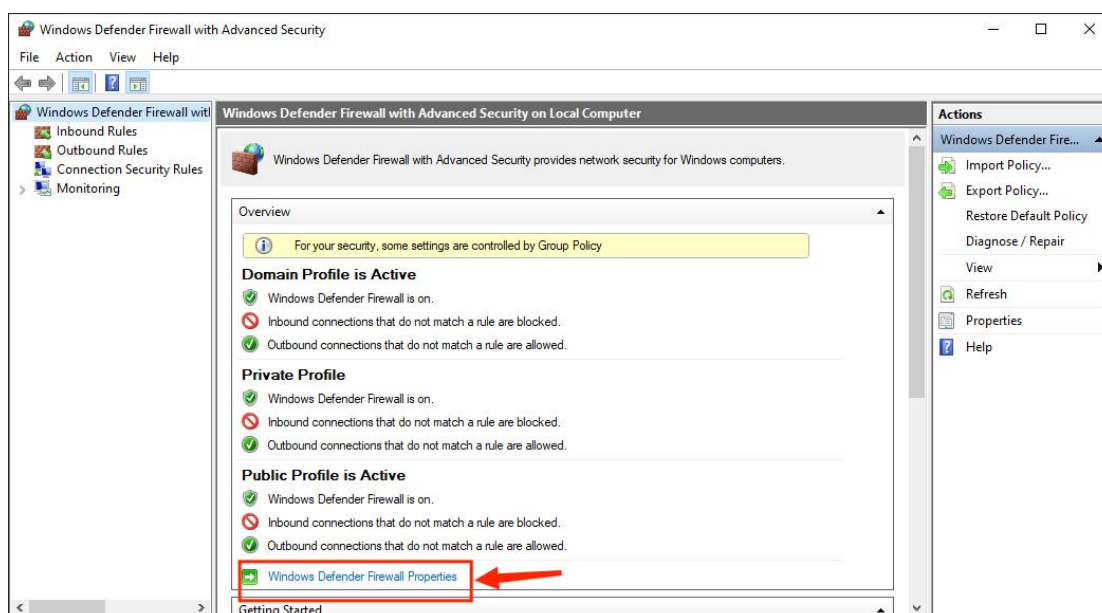 Windows Defender Firewall with Advanced Security
File Action View Help
Windows Defender Firewall witl
Inbound Rules
Outbound Rules
Connection Security Rules
Monitoring
Windows Defender Firewall with Advanced Security on Local Computer
Windows Defender Firewall with Advanced Security provides network security for Windows computers.
Overview
For your security, some settings are controlled by Group Policy
Domain Profile is Active
Windows Defender Firewall is on.
Inbound connections that do not match a rule are blocked.
Outbound connections that do not match a rule are allowed.
Private Profile
Windows Defender Firewall is on.
Inbound connections that do not match a rule are blocked.
Outbound connections that do not match a rule are allowed.
Public Profile is Active
Windows Defender Firewall is on.
Inbound connections that do not match a rule are blocked.
Outbound connections that do not match a rule are allowed.
Windows Defender Firewall Properties
Getting Started
Actions
Windows Defender Fire...
Import Policy...
Export Policy...
Restore Default Policy
Diagnose / Repair
View
Refresh
Properties
Help